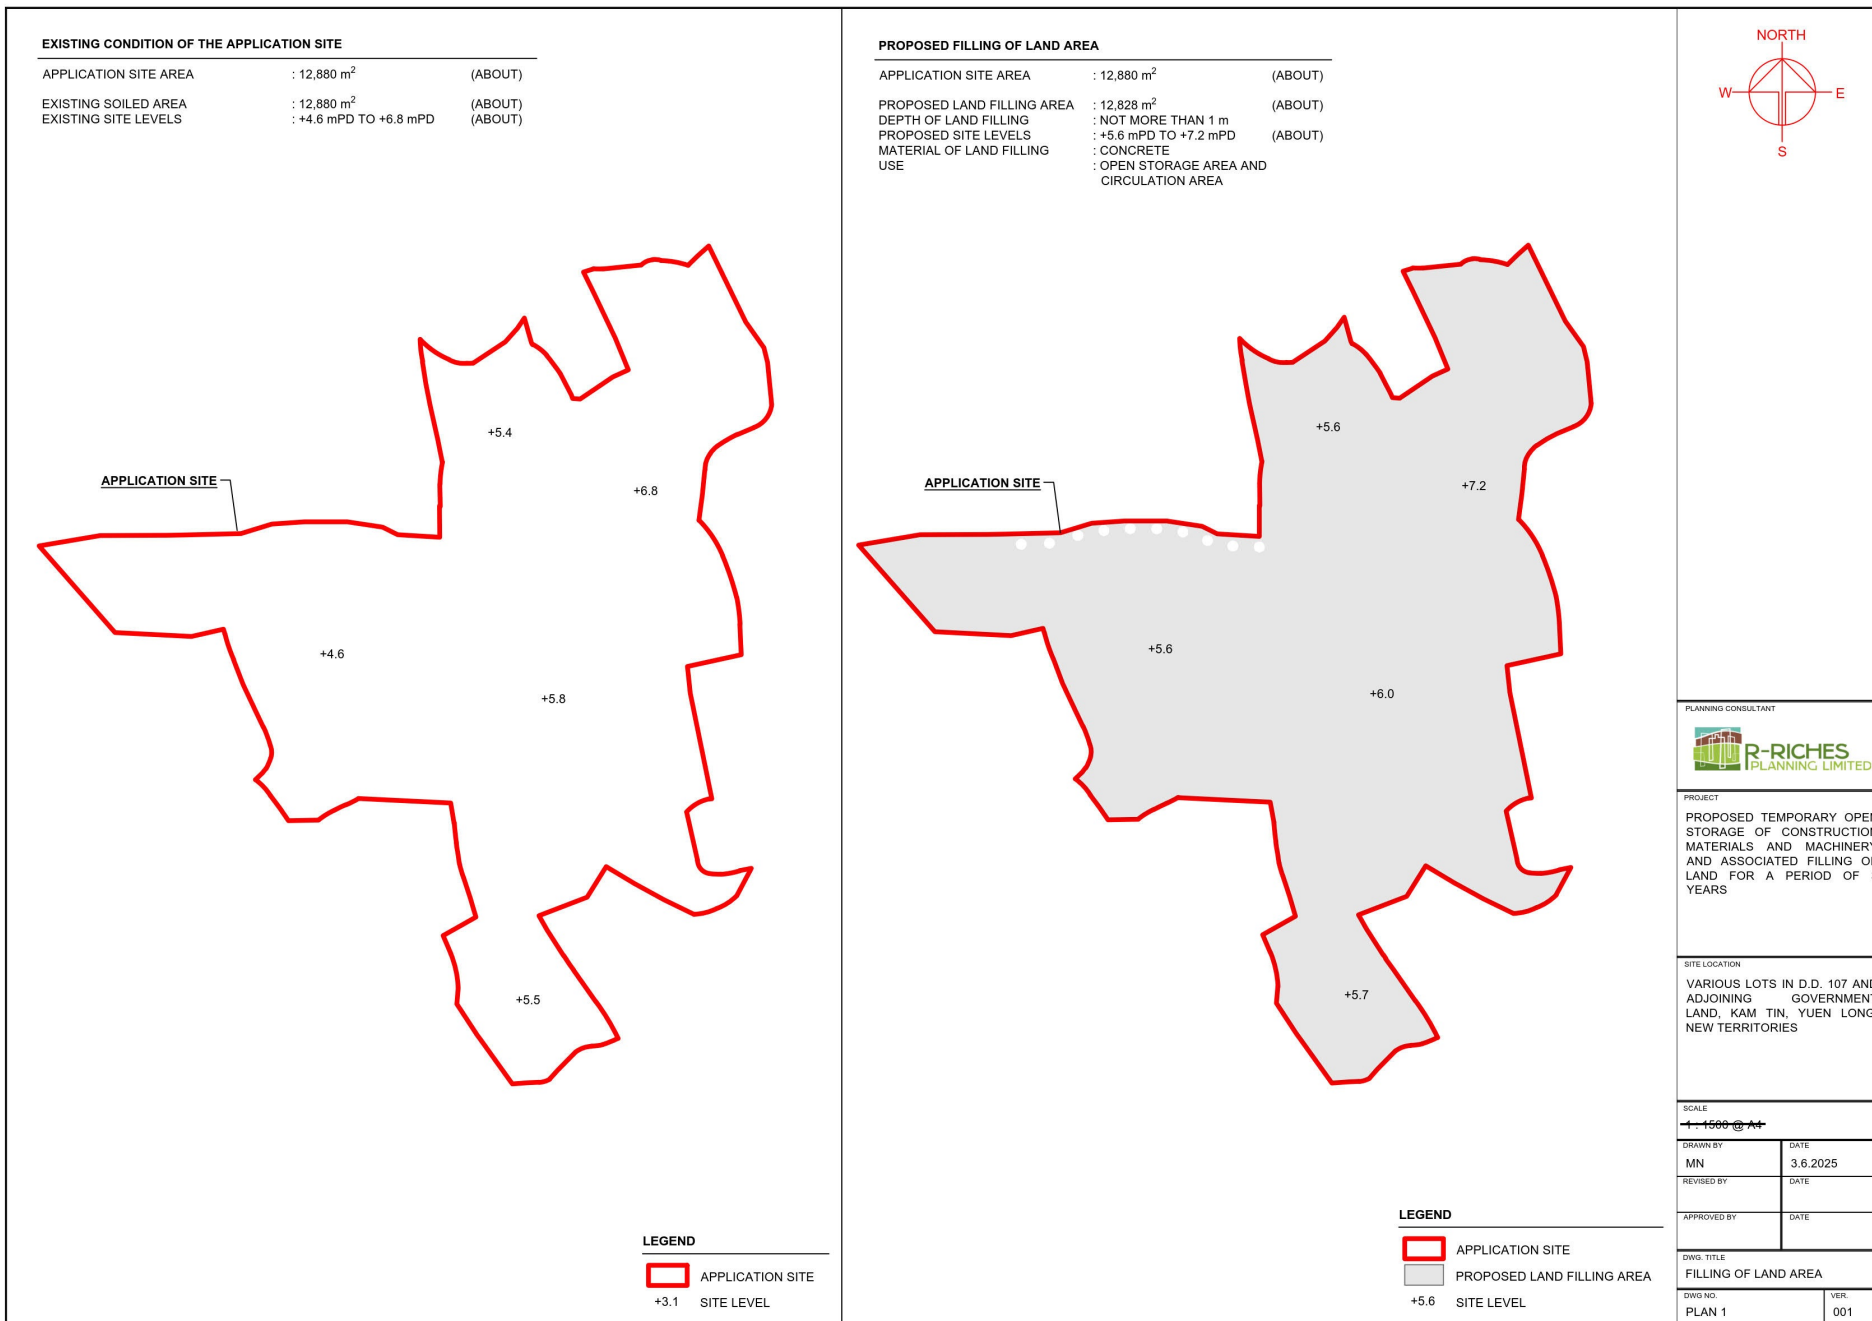 EXISTING CONDITION OF THE APPLICATION SITE
APPLICATION SITE AREA : 12,880 m² (ABOUT)
EXISTING SOILED AREA : 12,880 m² (ABOUT)
EXISTING SITE LEVELS : +4.6 mPD TO +6.8 mPD (ABOUT)
+5.4
+6.8
APPLICATION SITE
+4.6
+5.8
+5.5
LEGEND
APPLICATION SITE
+3.1 SITE LEVEL
PROPOSED FILLING OF LAND AREA
APPLICATION SITE AREA : 12,880 m² (ABOUT)
PROPOSED LAND FILLING AREA : 12,828 m² (ABOUT)
DEPTH OF LAND FILLING : NOT MORE THAN 1 m
PROPOSED SITE LEVELS : +5.6 mPD TO +7.2 mPD (ABOUT)
MATERIAL OF LAND FILLING : CONCRETE
USE : OPEN STORAGE AREA AND
CIRCULATION AREA
+5.6
+7.2
APPLICATION SITE
+5.6
+6.0
+5.7
LEGEND
APPLICATION SITE
PROPOSED LAND FILLING AREA
+5.6 SITE LEVEL
NORTH
W E
S
PLANNING CONSULTANT
R-RICHES
PLANNING LIMITED
PROJECT
PROPOSED TEMPORARY OPEN
STORAGE OF CONSTRUCTION
MATERIALS AND MACHINERY
AND ASSOCIATED FILLING OF
LAND FOR A PERIOD OF
YEARS
SITE LOCATION
VARIOUS LOTS IN D.D. 107 AND
ADJOINING GOVERNMENT
LAND, KAM TIN, YUEN LONG
NEW TERRITORIES
SCALE
1 : 1500 @ A4
DRAWN BY DATE
MN 3.6.2025
REVISED BY DATE
APPROVED BY DATE
DWG. TITLE
FILLING OF LAND AREA
DWG NO. VER.
PLAN 1 001